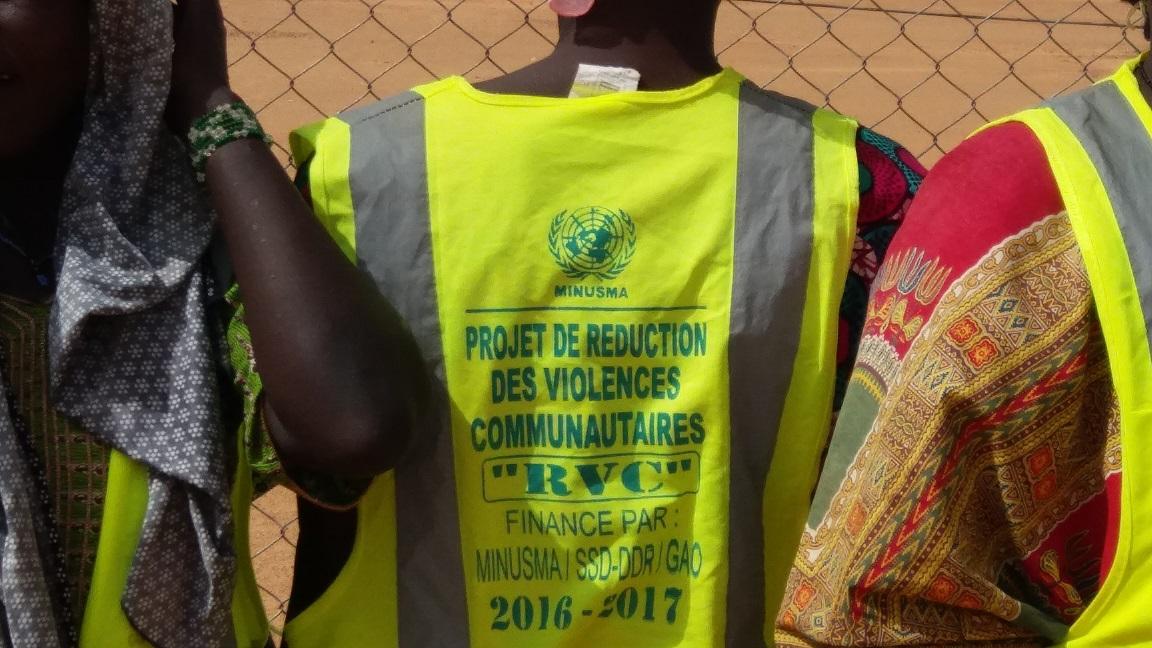 MINUSMA
PROJET DE REDUCTION
DES VIOLENCES
COMMUNAUTAIRES
"RVC"
FINANCE PAR :
MINUSMA / SSD-DDR / GAO
2016 - 2017